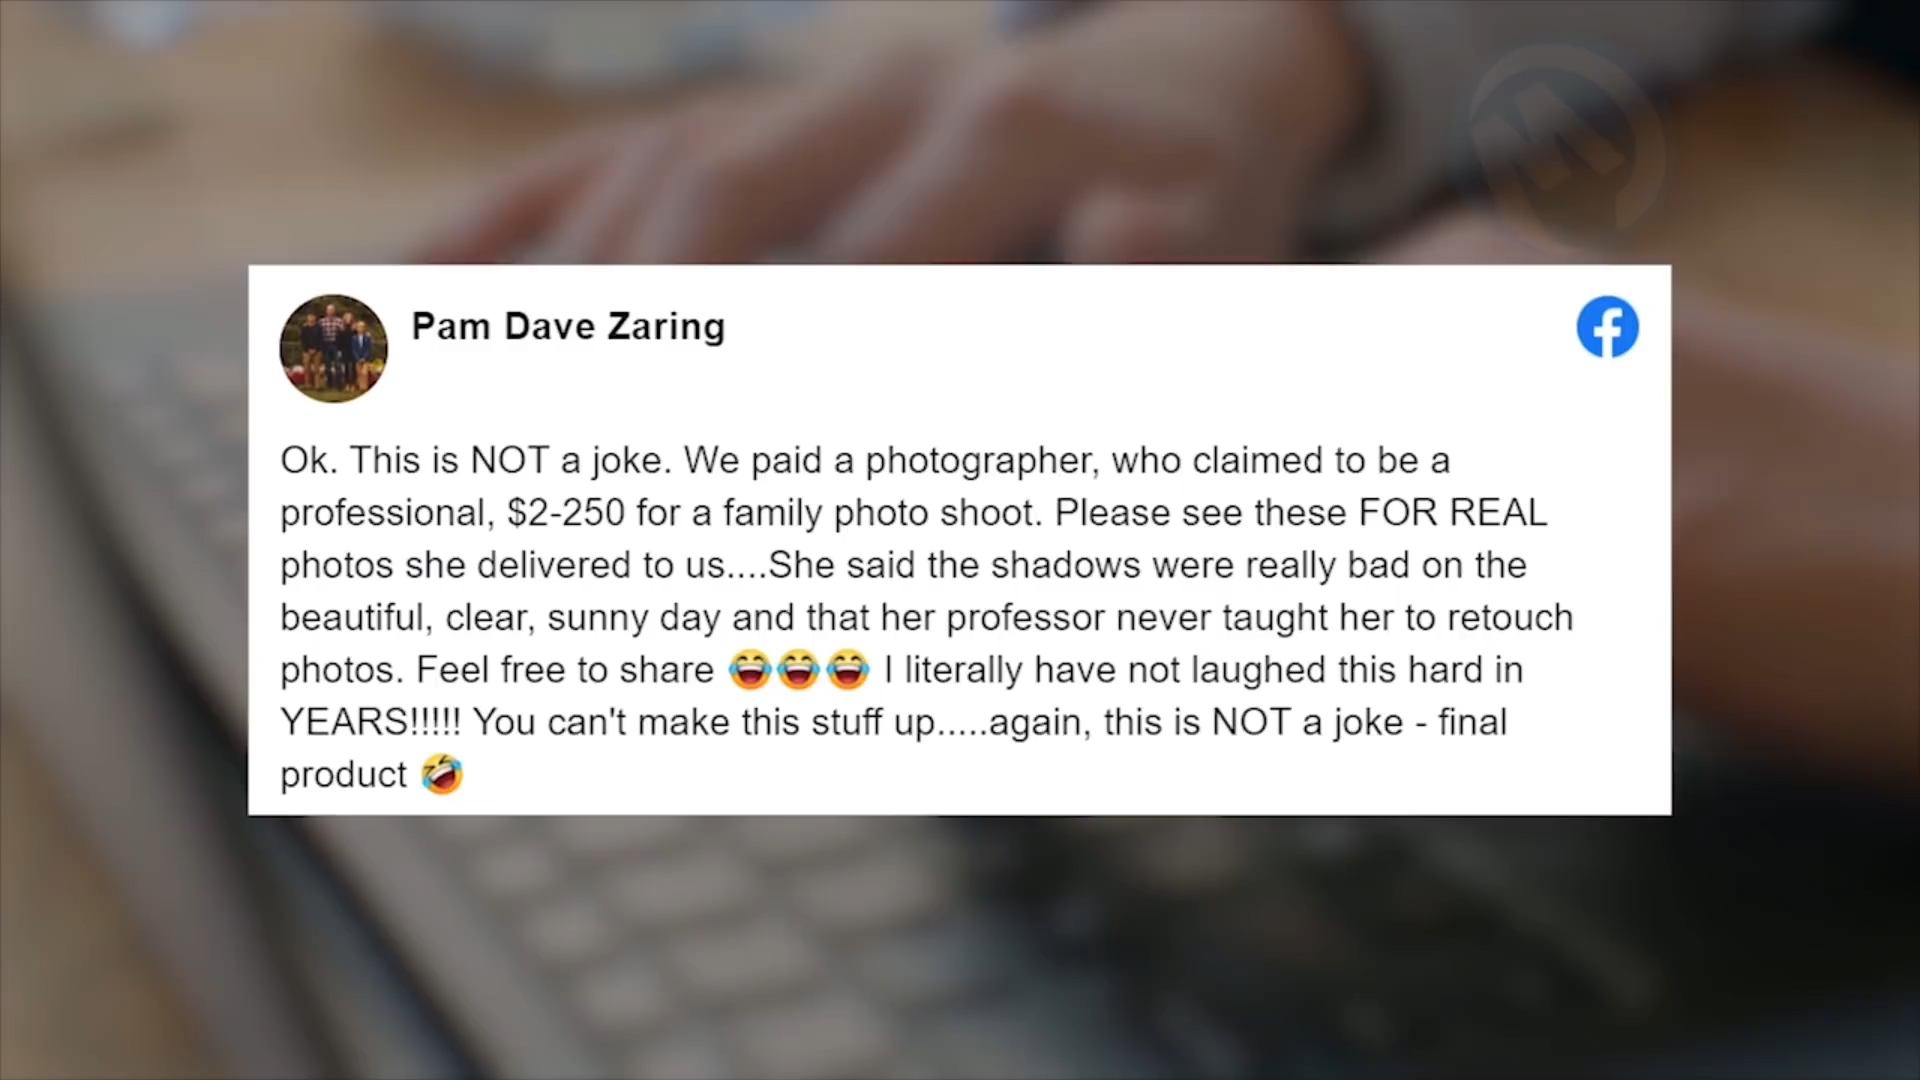 Pam Dave Zaring
Ok. This is NOT a joke. We paid a photographer, who claimed to be a
professional, $2-250 for a family photo shoot. Please see these FOR REAL
photos she delivered to us....She said the shadows were really bad on the
beautiful, clear, sunny day and that her professor never taught her to retouch
photos. Feel free to share 😂😂😂 I literally have not laughed this hard in
YEARS!!!!! You can't make this stuff up.....again, this is NOT a joke - final
product 🤣